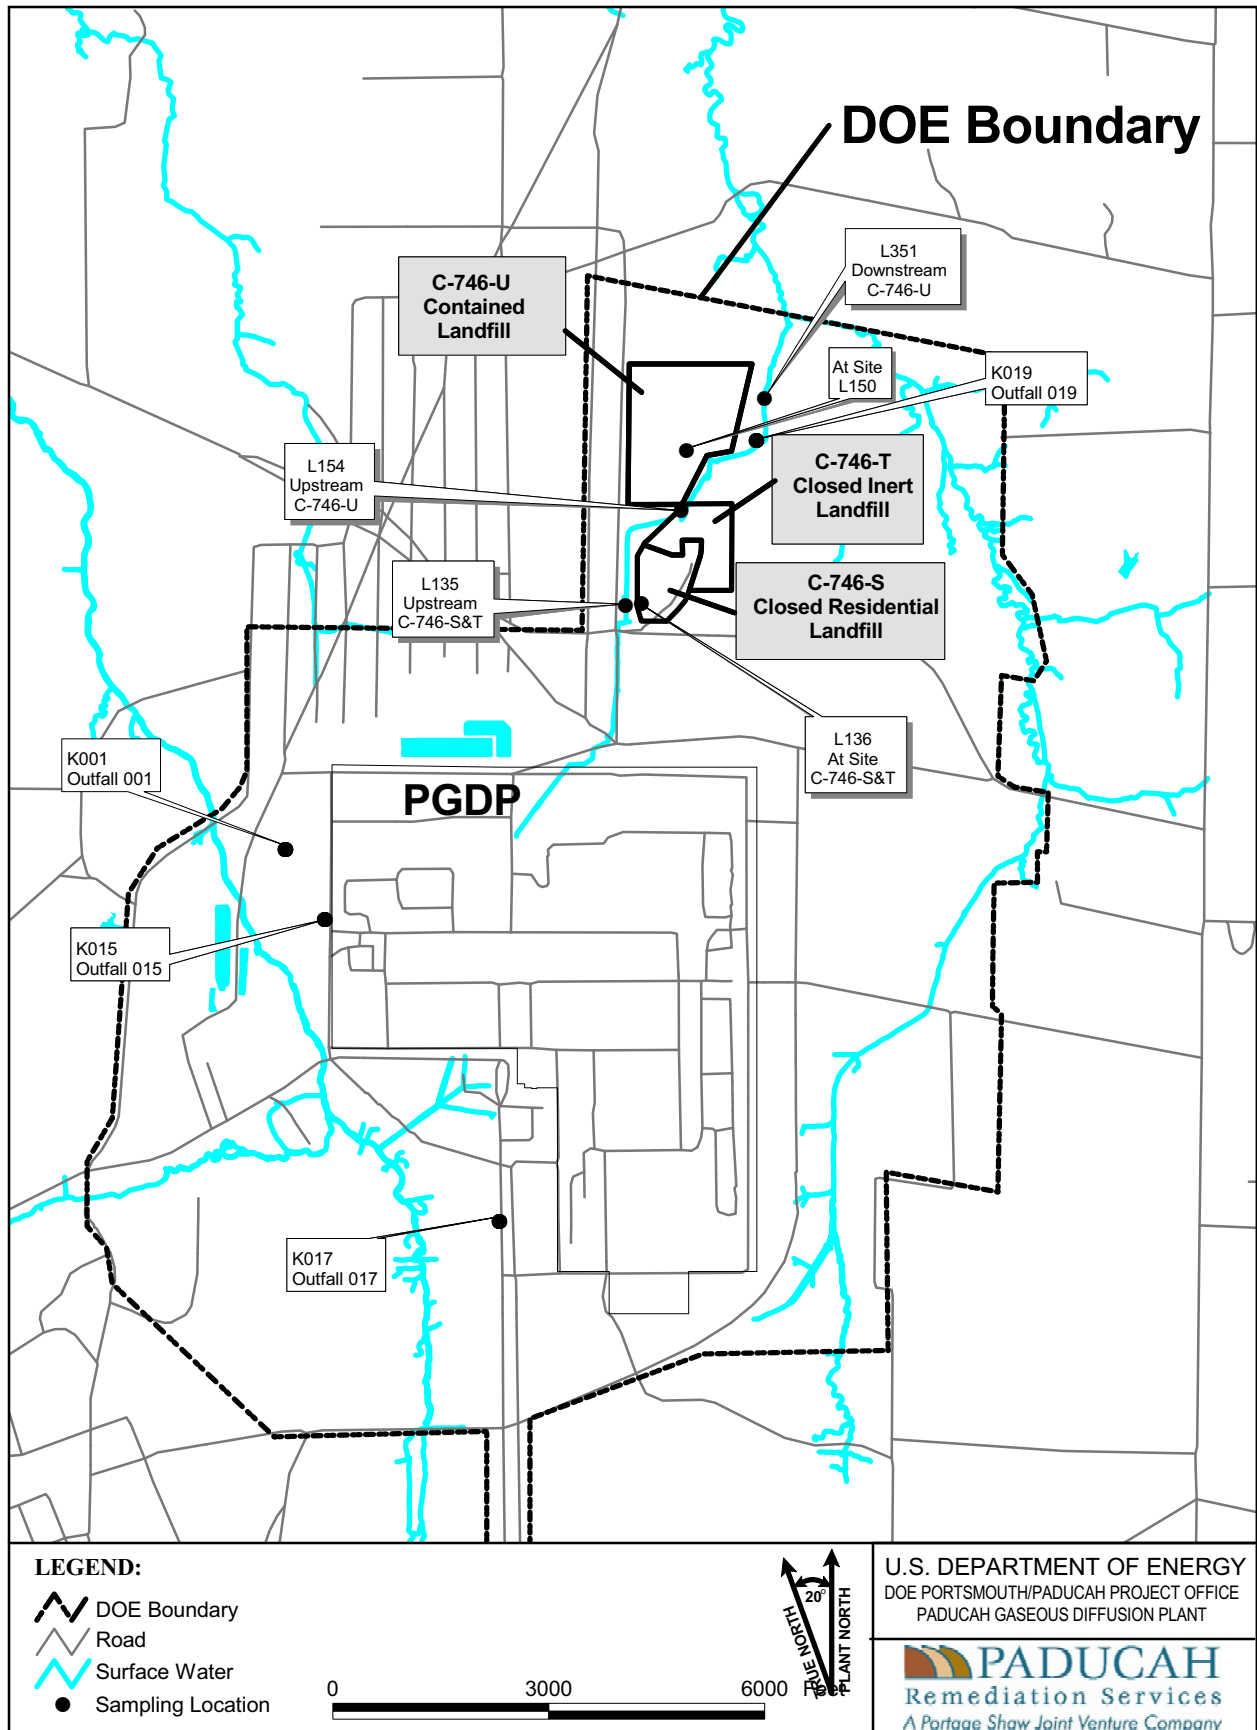 DOE Boundary
L351
Downstream
C-746-U
C-746-U
Contained
Landfill
At Site
L150
K019
Outfall 019
L154
Upstream
C-746-U
C-746-T
Closed Inert
Landfill
L135
Upstream
C-746-S&T
C-746-S
Closed Residential
Landfill
L136
At Site
C-746-S&T
K001
Outfall 001
PGDP
K015
Outfall 015
K017
Outfall 017
LEGEND:
DOE Boundary
Road
Surface Water
Sampling Location
0 3000 6000 Feet
20°
TRUE NORTH
PLANT NORTH
U.S. DEPARTMENT OF ENERGY
DOE PORTSMOUTH/PADUCAH PROJECT OFFICE
PADUCAH GASEOUS DIFFUSION PLANT
PADUCAH
Remediation Services
A Portage Shaw Joint Venture Company